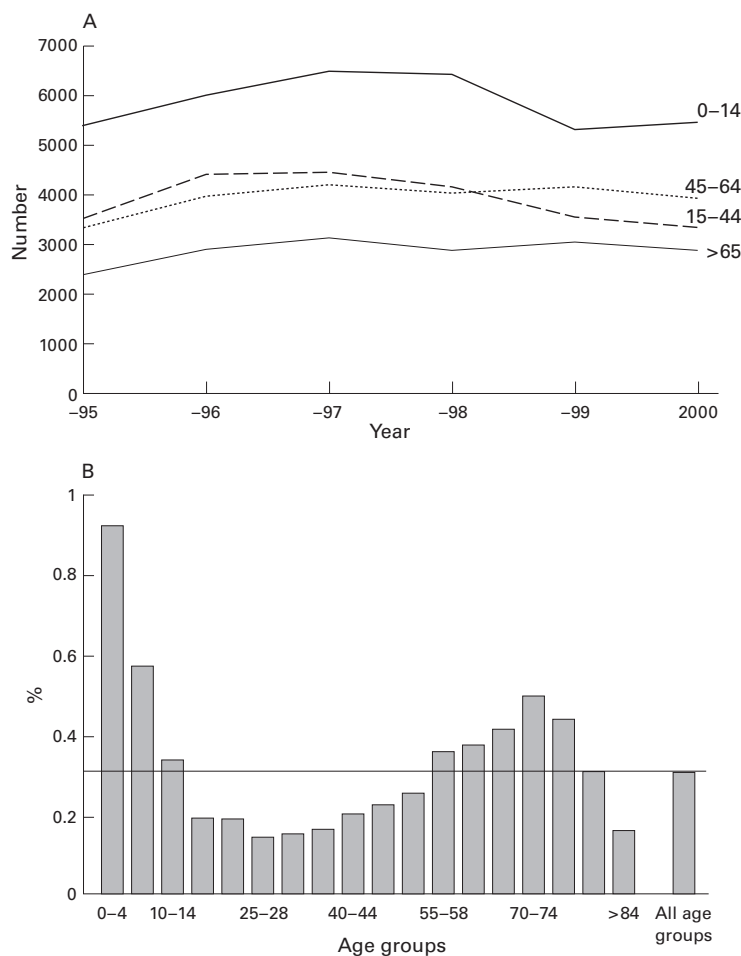 A
7000
6000
5000
4000
3000
2000
1000
0
Number
0–14
45–64
15–44
>65
–95 –96 –97 –98 –99 2000
Year
B
1
0.8
0.6
0.4
0.2
0
%
0–4 10–14 25–28 40–44 55–58 70–74 >84 All age
groups
Age groups